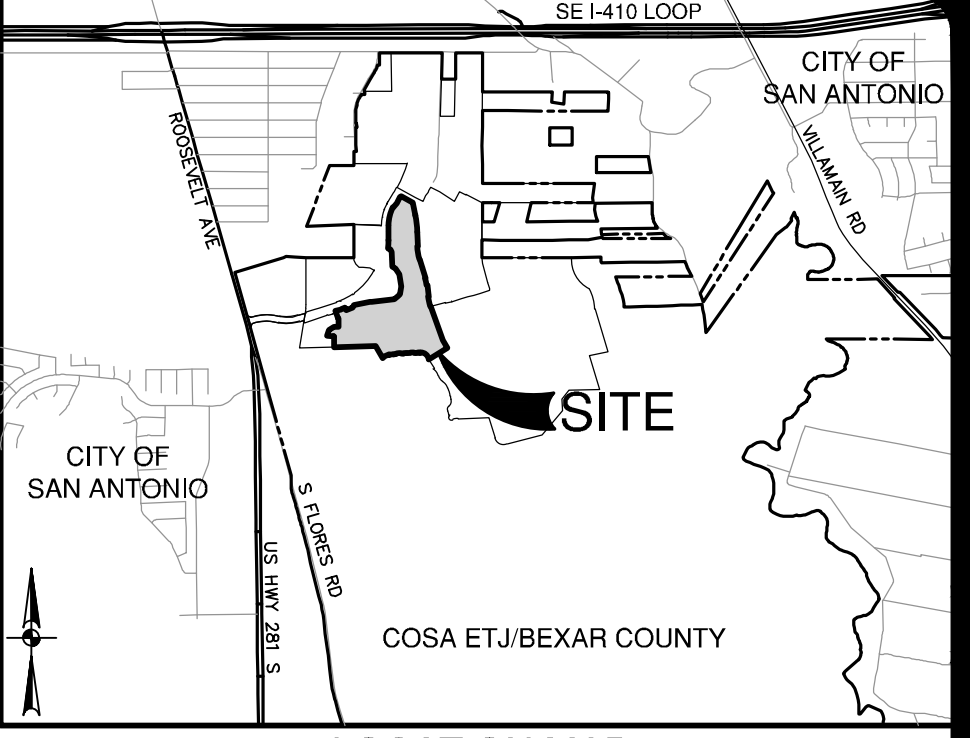 SE I-410 LOOP
CITY OF
SAN ANTONIO
ROOSEVELT AVE
VILLAMAIN RD
SITE
CITY OF
SAN ANTONIO
S FLORES RD
US HWY 281 S
COSA ETJ/BEXAR COUNTY